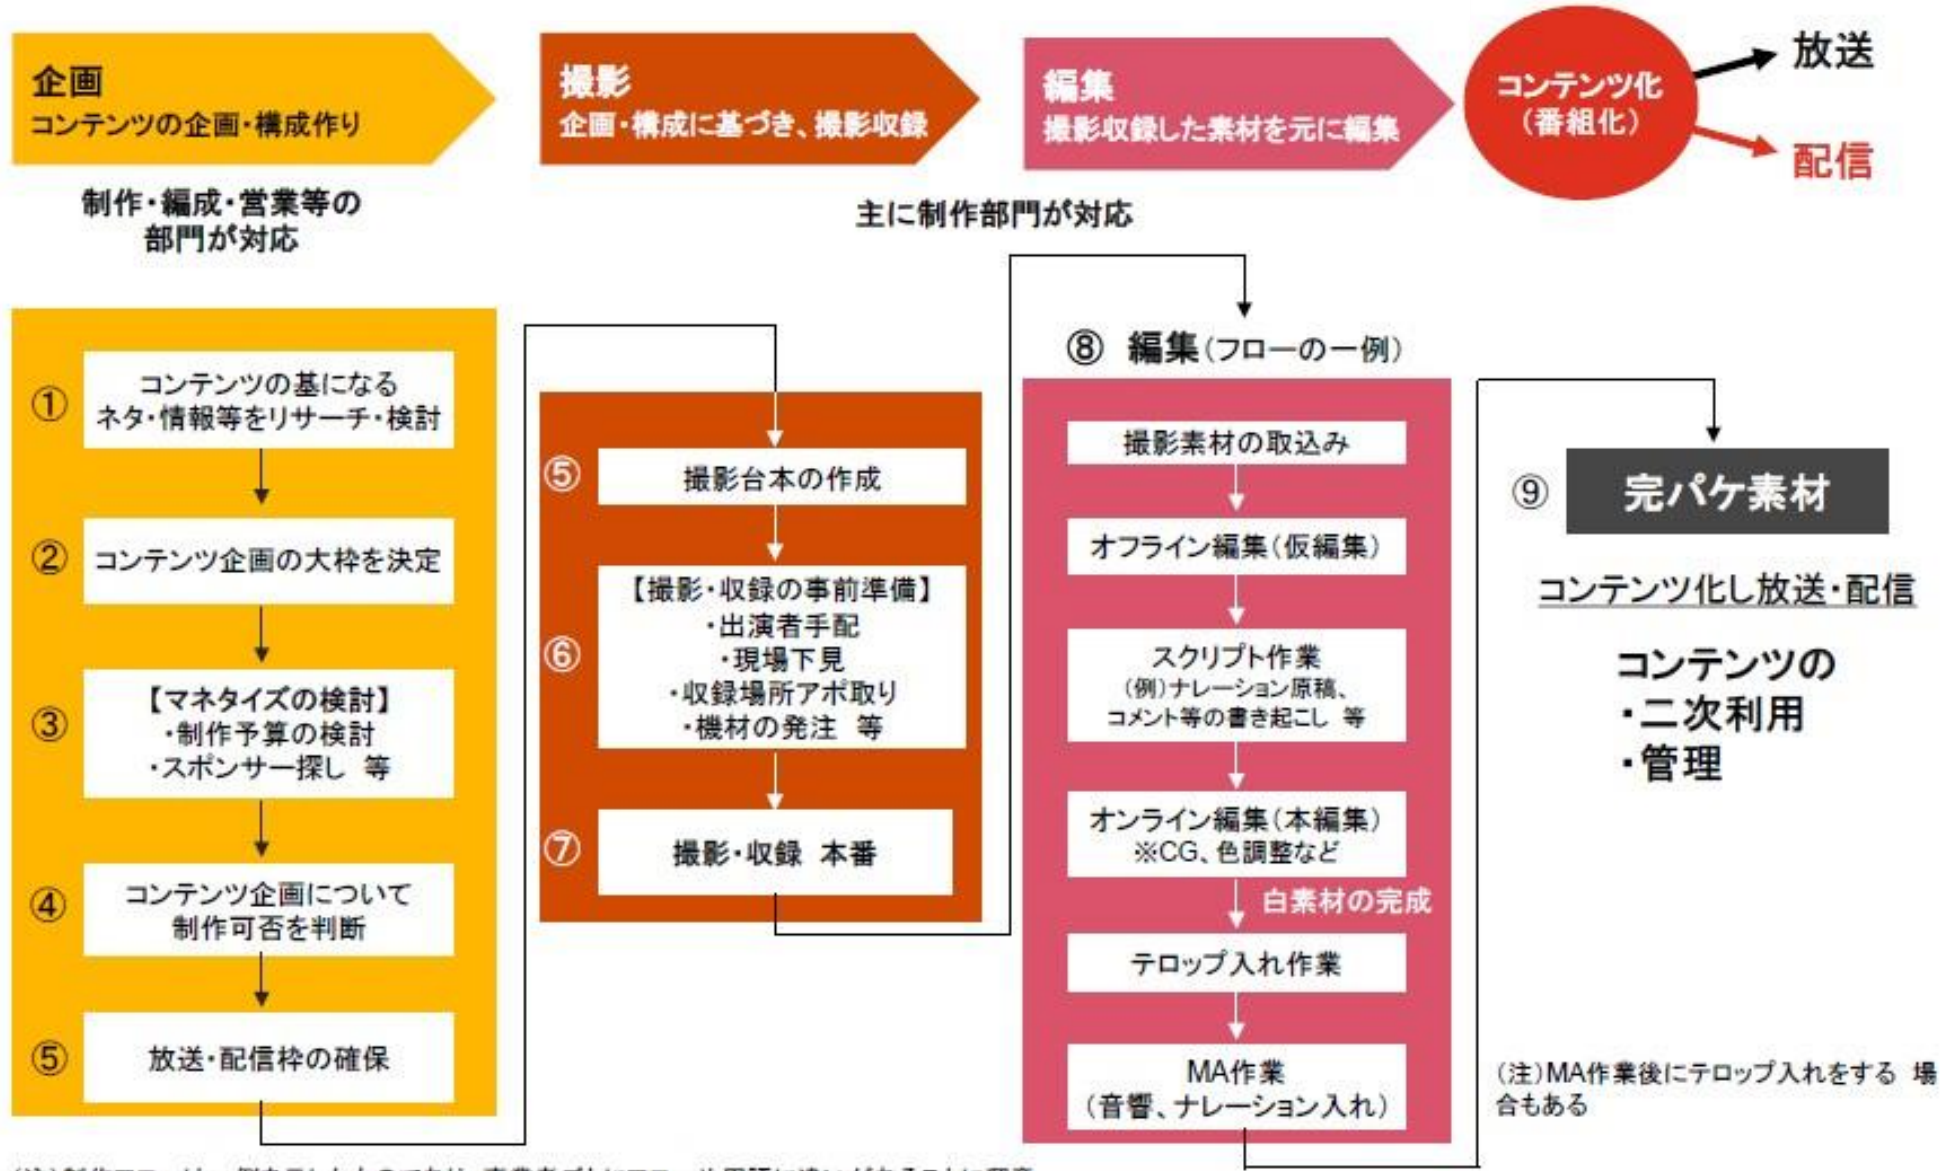 企画
コンテンツの企画・構成作り
撮影
企画・構成に基づき、撮影収録
編集
撮影収録した素材を元に編集
コンテンツ化
（番組化）
放送
配信
制作・編成・営業等の
部門が対応
主に制作部門が対応
①
コンテンツの基になる
ネタ・情報等をリサーチ・検討
②
コンテンツ企画の大枠を決定
③
【マネタイズの検討】
・制作予算の検討
・スポンサー探し 等
④
コンテンツ企画について
制作可否を判断
⑤
放送・配信枠の確保
⑤
撮影台本の作成
⑥
【撮影・収録の事前準備】
・出演者手配
・現場下見
・収録場所アポ取り
・機材の発注 等
⑦
撮影・収録 本番
⑧ 編集（フローの一例）
撮影素材の取込み
オフライン編集（仮編集）
スクリプト作業
（例）ナレーション原稿、
コメント等の書き起こし 等
オンライン編集（本編集）
※CG、色調整など
白素材の完成
テロップ入れ作業
MA作業
（音響、ナレーション入れ）
⑨ 完パケ素材
コンテンツ化し放送・配信
コンテンツの
・二次利用
・管理
（注）MA作業後にテロップ入れをする 場
合もある